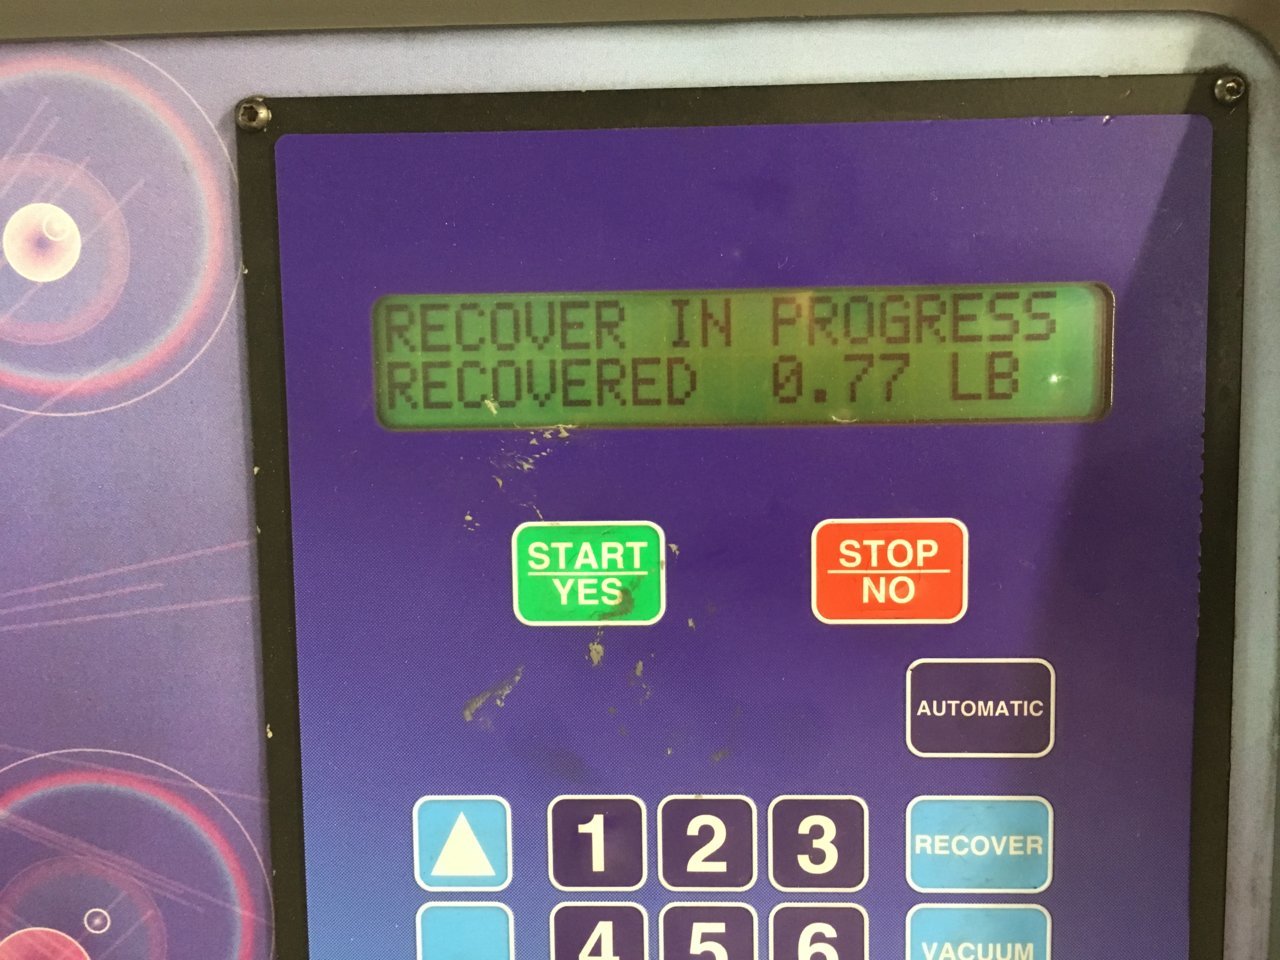 RECOVER IN PROGRESS
RECOVERED 0.77 LB
START
YES
STOP
NO
AUTOMATIC
1 2 3 RECOVER
4 5 6 VACUUM